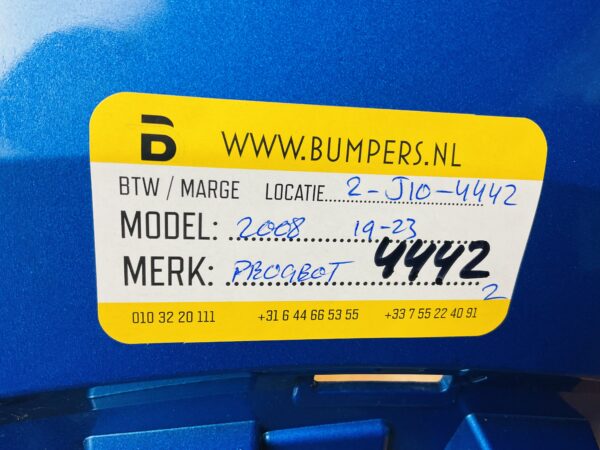 WWW.BUMPERS.NL
BTW / MARGE LOCATIE 2-J10-4442
MODEL: 2008 19-23
MERK: PEOGEOT 4442
2
010 32 20 111 +31 6 44 66 53 55 +33 7 55 22 40 91